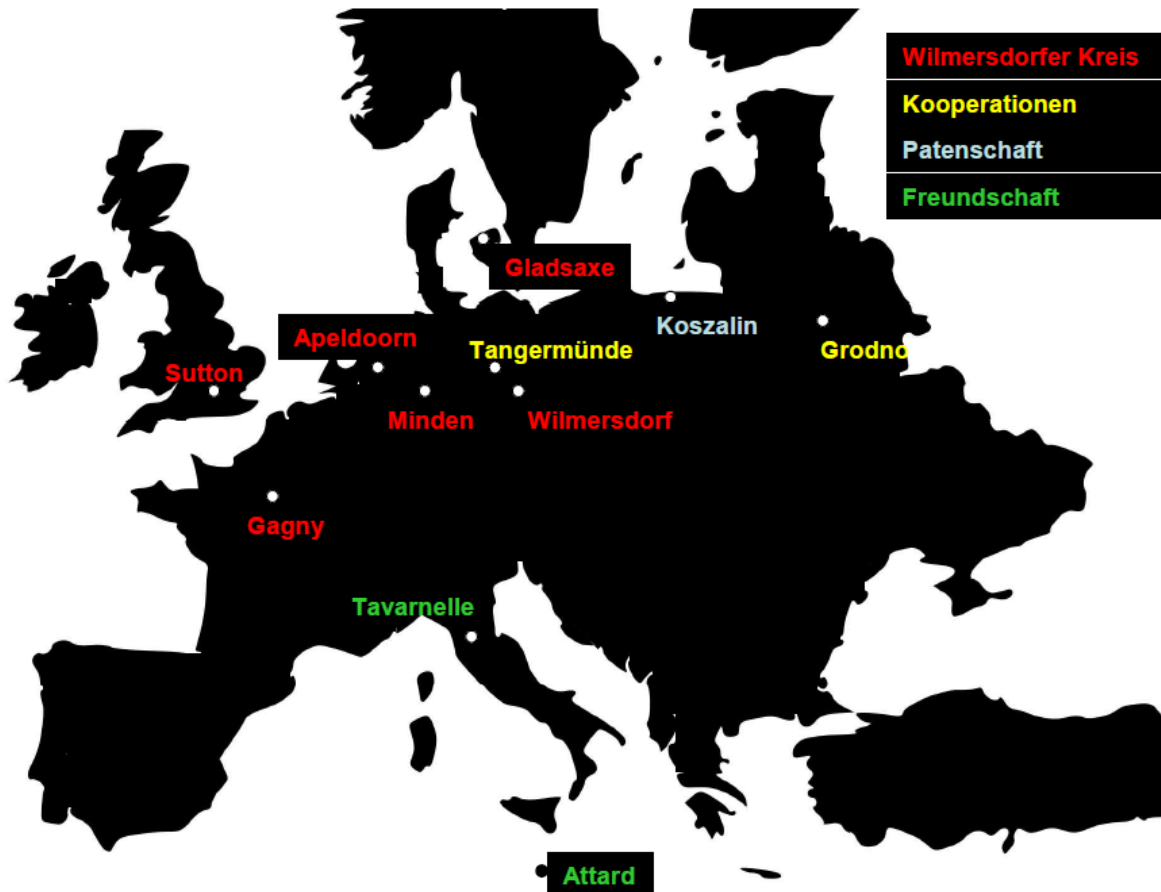 Wilmersdorfer Kreis
Kooperationen
Patenschaft
Freundschaft
Gladsaxe
Koszalin
Apeldoorn
Tangermünde
Grodno
Sutton
Minden
Wilmersdorf
Gagny
Tavarnelle
Attard